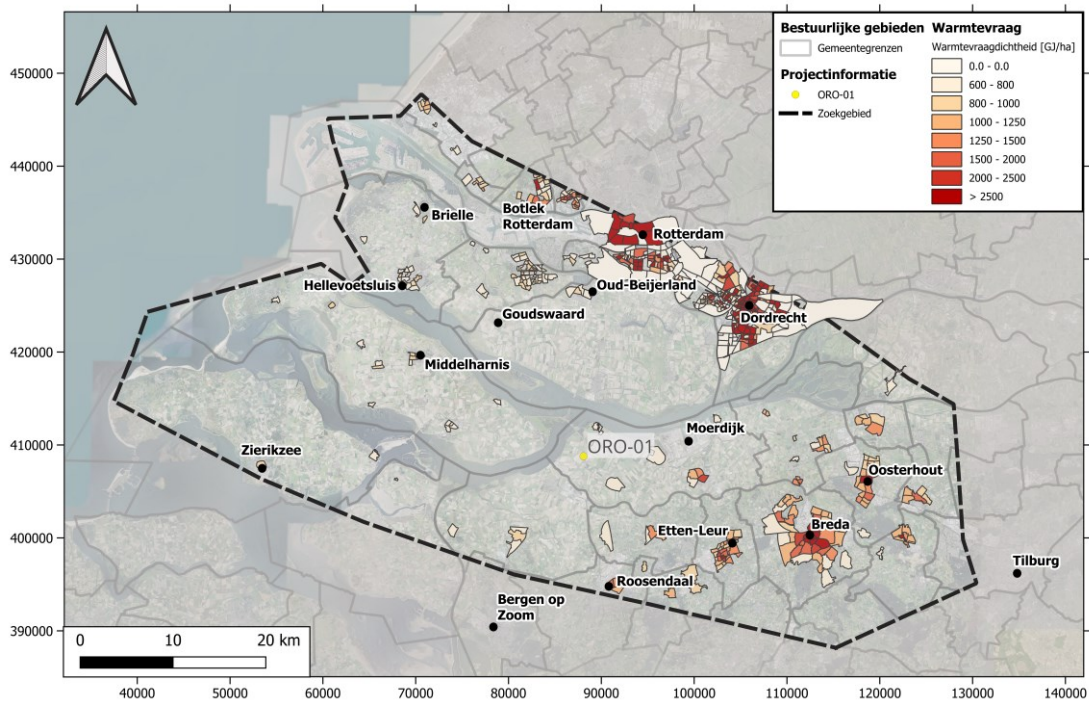 Bestuurlijke gebieden
Gemeentegrenzen
Projectinformatie
ORO-01
Zoekgebied
Warmtevraag
Warmtevraagdichtheid [GJ/ha]
0.0 - 0.0
600 - 800
800 - 1000
1000 - 1250
1250 - 1500
1500 - 2000
2000 - 2500
> 2500
450000
440000
430000
420000
410000
400000
390000
Brielle
Botlek
Rotterdam
Rotterdam
Hellevoetsluis
Oud-Beijerland
Goudswaard
Dordrecht
Middelharnis
Moerdijk
ORO-01
Zierikzee
Oosterhout
Etten-Leur
Breda
Roosendaal
Tilburg
Bergen op
Zoom
0 10 20 km
40000 50000 60000 70000 80000 90000 100000 110000 120000 130000 140000